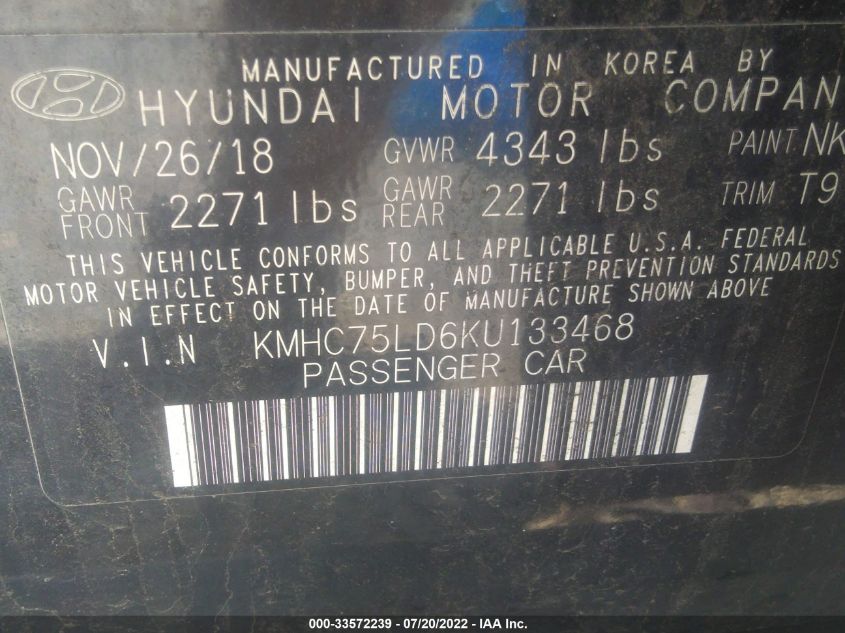 MANUFACTURED IN KOREA BY
HYUNDAI MOTOR COMPAN
NOV/26/18 GVWR 4343 lbs PAINT NK
GAWR FRONT 2271 lbs GAWR REAR 2271 lbs TRIM T9
THIS VEHICLE CONFORMS TO ALL APPLICABLE U.S.A. FEDERAL
MOTOR VEHICLE SAFETY, BUMPER, AND THEFT PREVENTION STANDARDS
IN EFFECT ON THE DATE OF MANUFACTURE SHOWN ABOVE
V.I.N KMHC75LD6KU133468
PASSENGER CAR
000-33572239 - 07/20/2022 - IAA Inc.